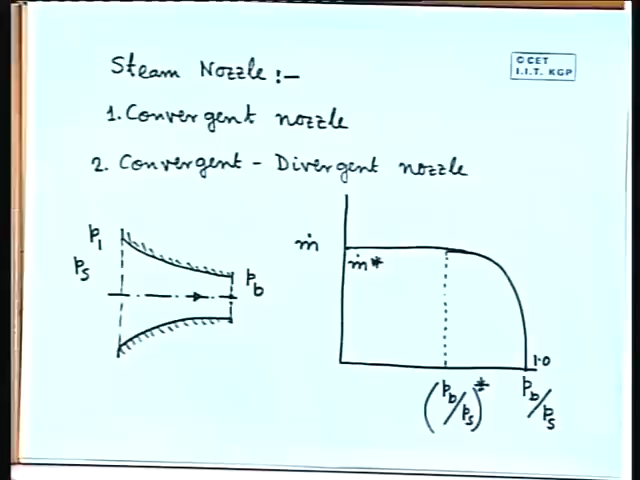 © CET
I.I.T. KGP
Steam Nozzle :-
1. Convergent nozzle
2. Convergent - Divergent nozzle
p1
ps
pb
ṁ
ṁ*
1.0
(pb/ps)*
pb/ps